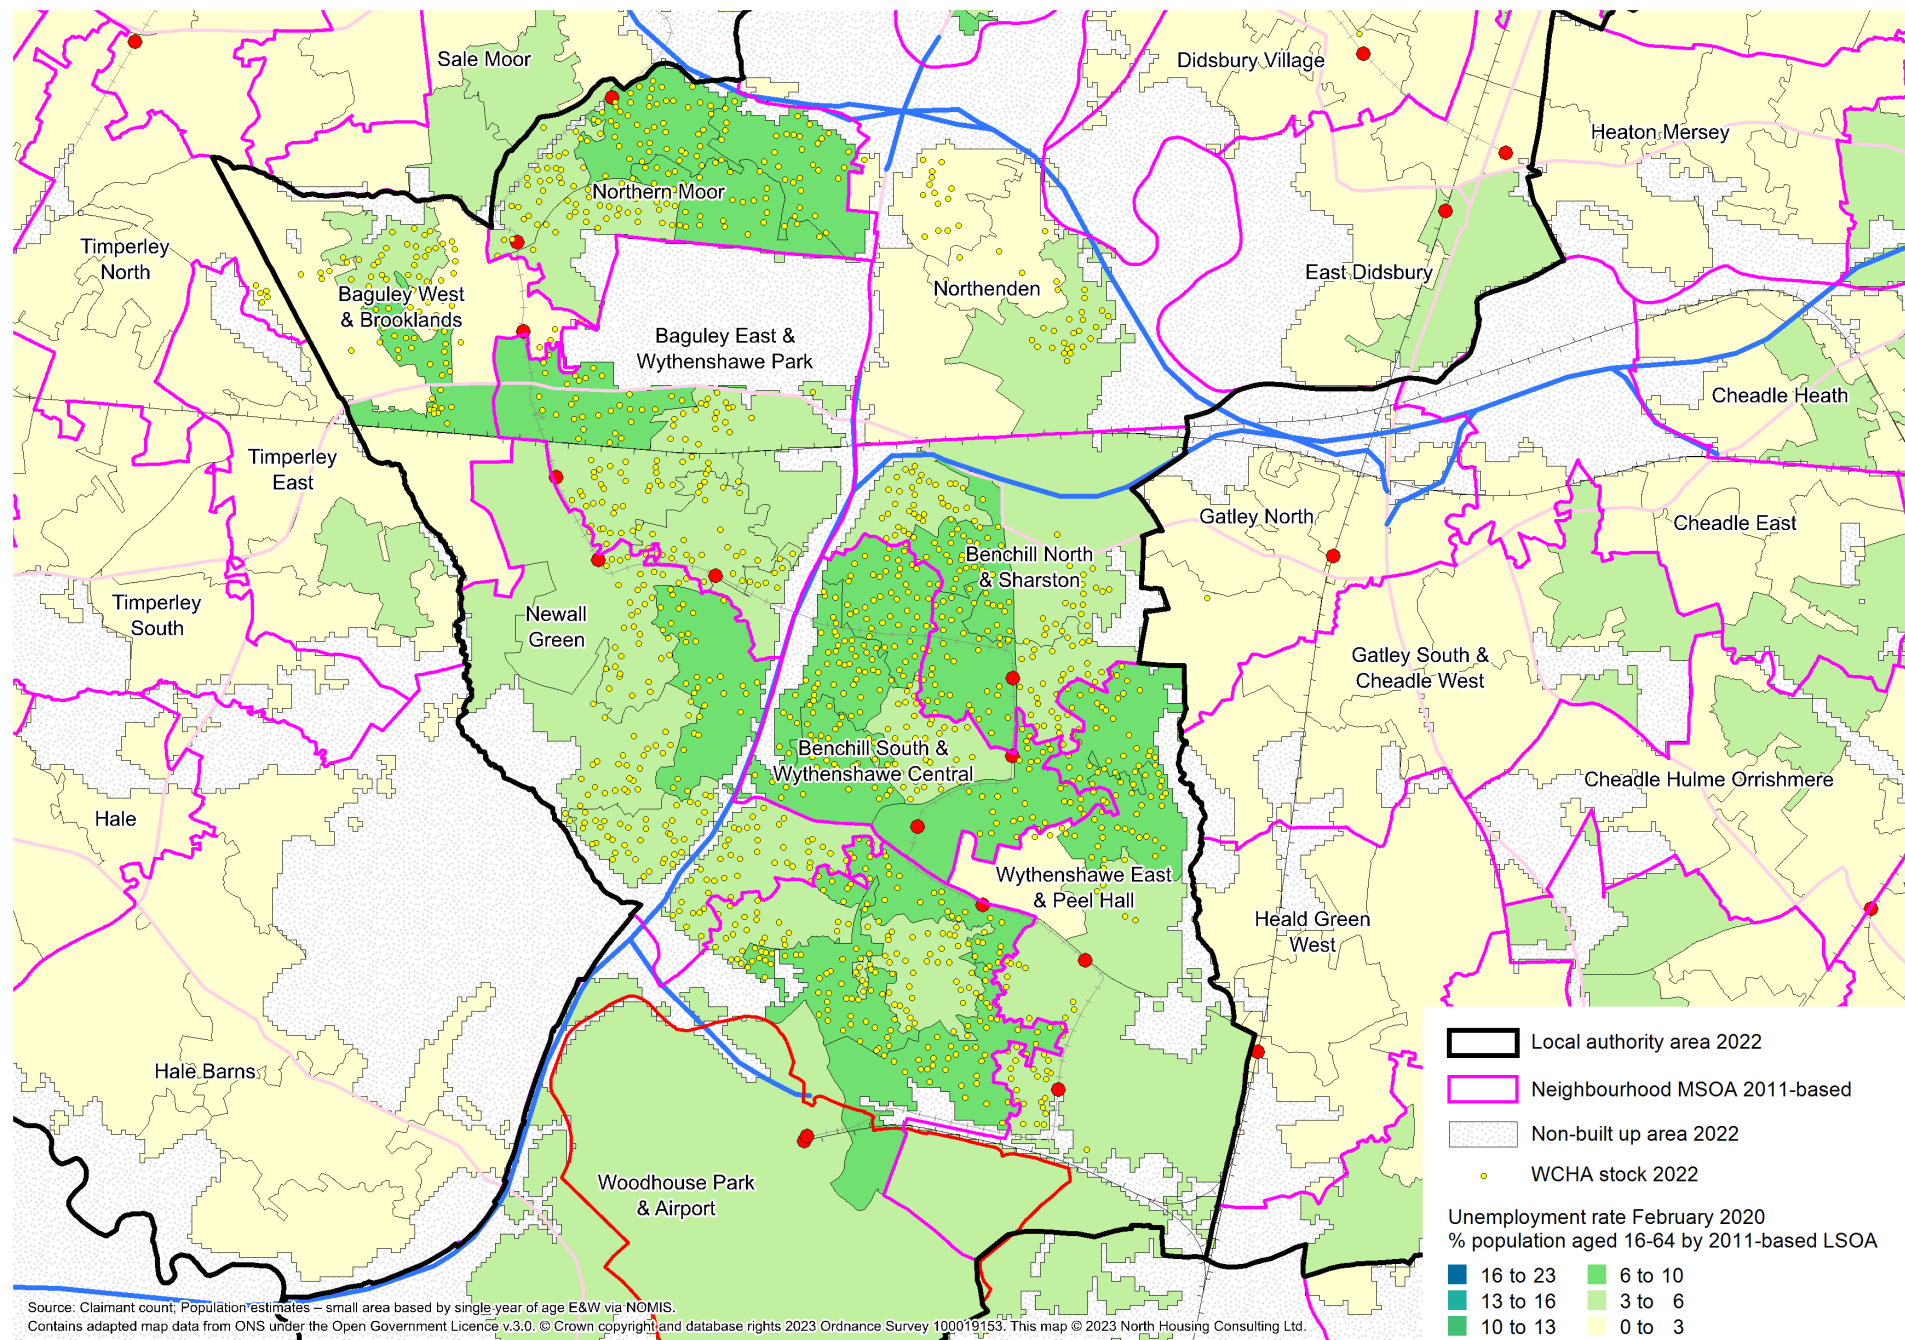 Sale Moor
Didsbury Village
Heaton Mersey
Northern Moor
Timperley
North
Baguley West
& Brooklands
Northenden
East Didsbury
Baguley East &
Wythenshawe Park
Cheadle Heath
Timperley
East
Gatley North
Cheadle East
Benchill North
& Sharston
Timperley
South
Newall
Green
Gatley South &
Cheadle West
Benchill South &
Wythenshawe Central
Cheadle Hulme Orrishmere
Hale
Wythenshawe East
& Peel Hall
Heald Green
West
Hale Barns
Woodhouse Park
& Airport
Local authority area 2022
Neighbourhood MSOA 2011-based
Non-built up area 2022
WCHA stock 2022
Unemployment rate February 2020
% population aged 16-64 by 2011-based LSOA
16 to 23
6 to 10
13 to 16
3 to 6
10 to 13
0 to 3
Source: Claimant count; Population estimates – small area based by single year of age E&W via NOMIS.
Contains adapted map data from ONS under the Open Government Licence v.3.0. © Crown copyright and database rights 2023 Ordnance Survey 100019153. This map © 2023 North Housing Consulting Ltd.